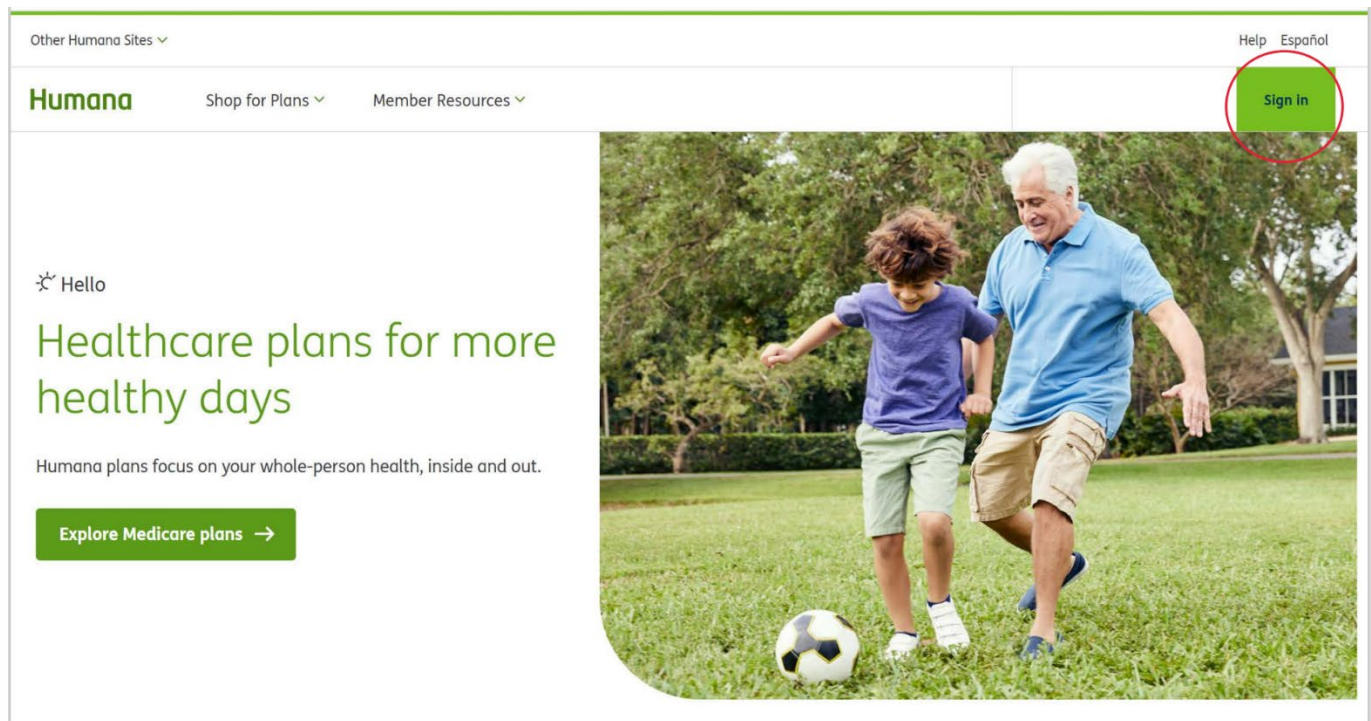 Other Humana Sites
Help Español
Humana Shop for Plans Member Resources Sign in
Hello
Healthcare plans for more
healthy days
Humana plans focus on your whole-person health, inside and out.
Explore Medicare plans →